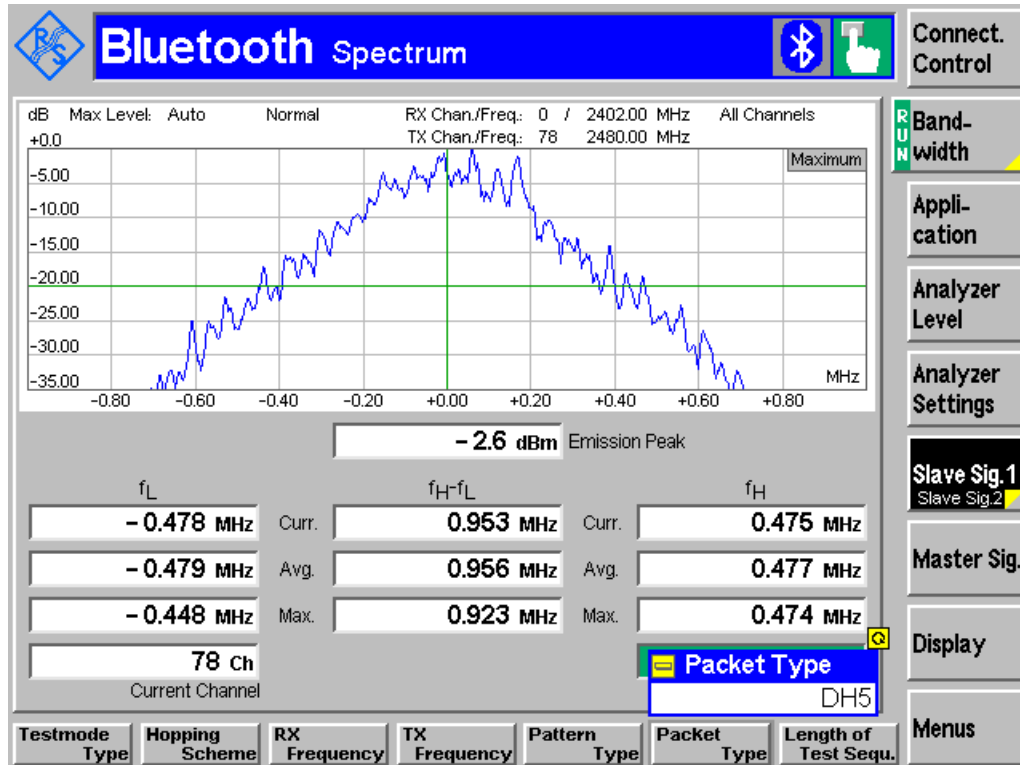 R&S
Bluetooth Spectrum
Connect. Control
dB Max Level: Auto Normal RX Chan./Freq.: 0 / 2402.00 MHz All Channels
TX Chan./Freq.: 78 2480.00 MHz
+0.0
Maximum
-5.00
-10.00
-15.00
-20.00
-25.00
-30.00
-35.00
MHz
-0.80 -0.60 -0.40 -0.20 +0.00 +0.20 +0.40 +0.60 +0.80
RUN
Band-
width
Appli-
cation
Analyzer
Level
Analyzer
Settings
Slave Sig.1
Slave Sig.2
Master Sig.
Display
Menus
-2.6 dBm Emission Peak
fL fH-fL fH
-0.478 MHz Curr. 0.953 MHz Curr. 0.475 MHz
-0.479 MHz Avg. 0.956 MHz Avg. 0.477 MHz
-0.448 MHz Max. 0.923 MHz Max. 0.474 MHz
78 Ch
Current Channel
Packet Type
DH5
Testmode Type
Hopping Scheme
RX Frequency
TX Frequency
Pattern Type
Packet Type
Length of Test Sequ.